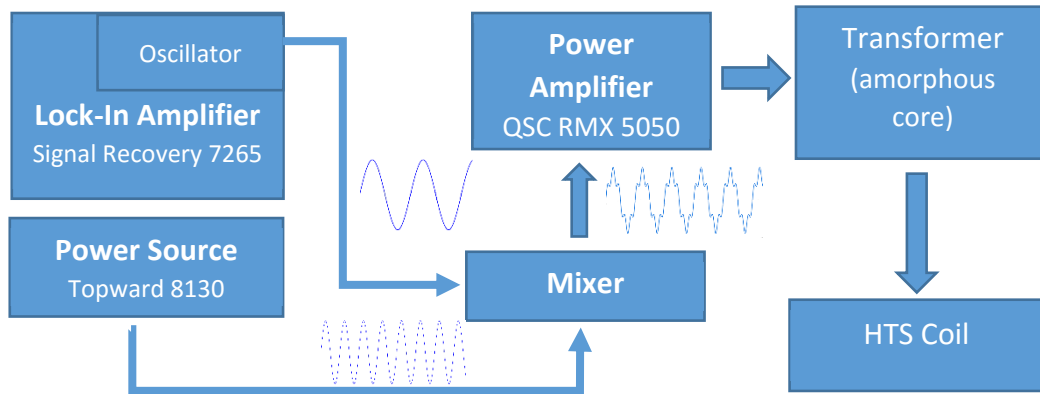 Oscillator
Lock-In Amplifier
Signal Recovery 7265
Power Source
Topward 8130
Mixer
Power
Amplifier
QSC RMX 5050
Transformer
(amorphous
core)
HTS Coil